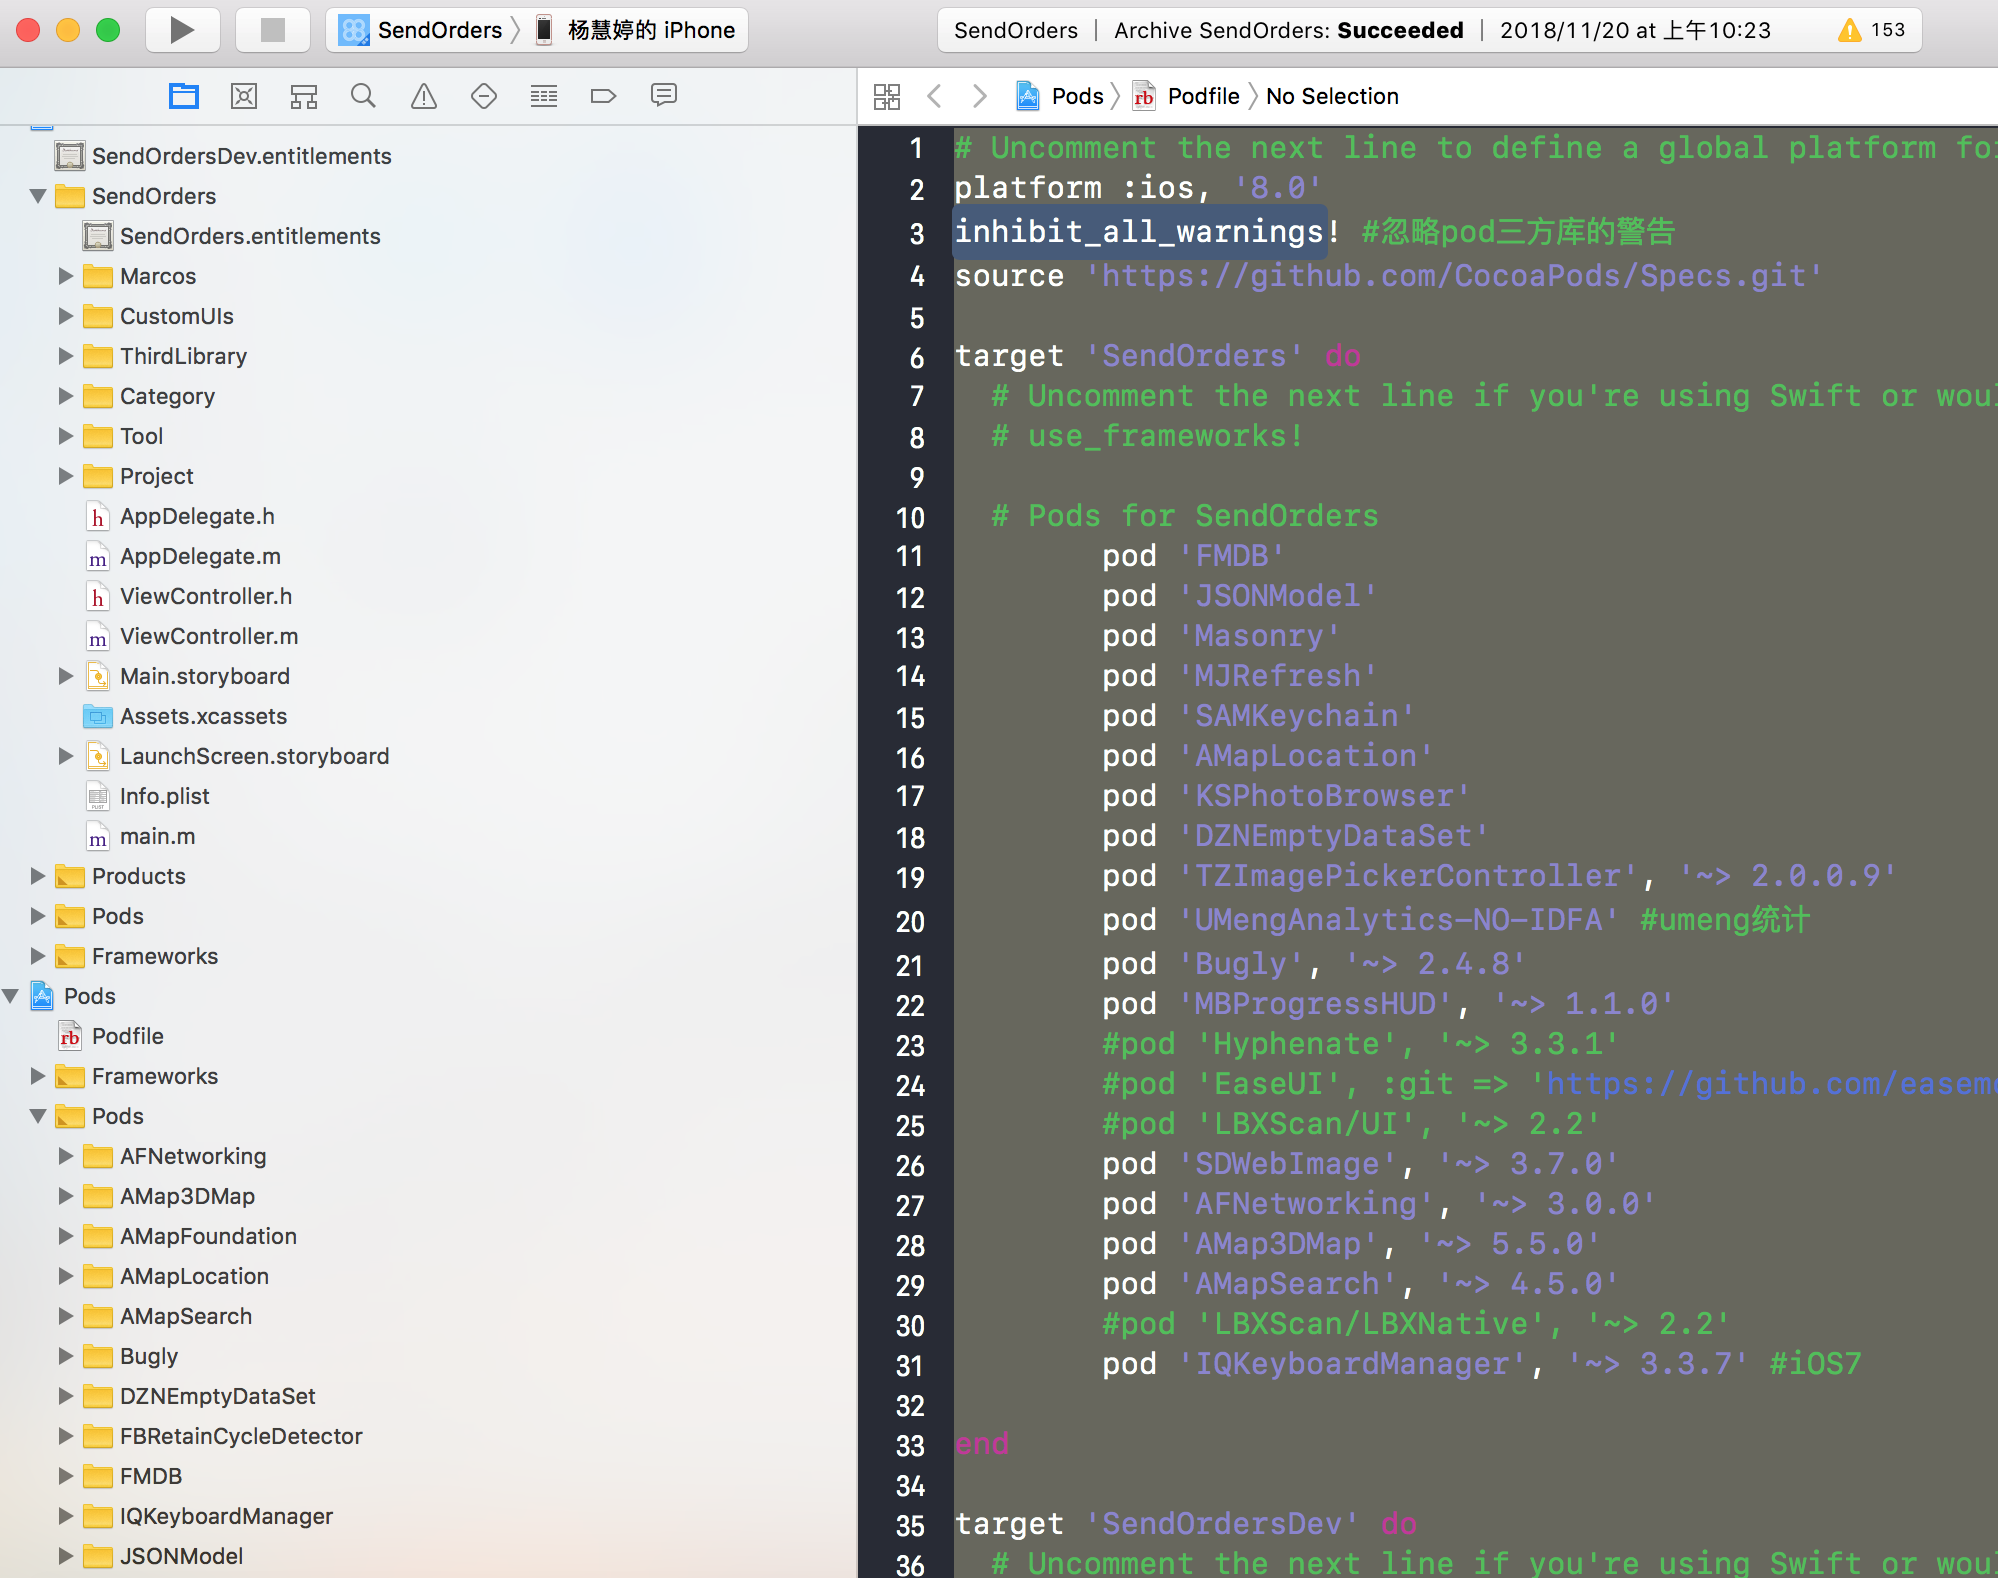 SendOrders 杨慧婷的 iPhone
SendOrders | Archive SendOrders: Succeeded | 2018/11/20 at 上午10:23 153
Pods Podfile No Selection
SendOrdersDev.entitlements
SendOrders
SendOrders.entitlements
Marcos
CustomUIs
ThirdLibrary
Category
Tool
Project
AppDelegate.h
AppDelegate.m
ViewController.h
ViewController.m
Main.storyboard
Assets.xcassets
LaunchScreen.storyboard
Info.plist
main.m
Products
Pods
Frameworks
Pods
Podfile
Frameworks
Pods
AFNetworking
AMap3DMap
AMapFoundation
AMapLocation
AMapSearch
Bugly
DZNEmptyDataSet
FBRetainCycleDetector
FMDB
IQKeyboardManager
JSONModel
1 # Uncomment the next line to define a global platform for
2 platform :ios, '8.0'
3 inhibit_all_warnings! #忽略pod三方库的警告
4 source 'https://github.com/CocoaPods/Specs.git'
5
6 target 'SendOrders' do
7 # Uncomment the next line if you're using Swift or woul
8 # use_frameworks!
9
10 # Pods for SendOrders
11 pod 'FMDB'
12 pod 'JSONModel'
13 pod 'Masonry'
14 pod 'MJRefresh'
15 pod 'SAMKeychain'
16 pod 'AMapLocation'
17 pod 'KSPhotoBrowser'
18 pod 'DZNEmptyDataSet'
19 pod 'TZImagePickerController', '~> 2.0.0.9'
20 pod 'UMengAnalytics-NO-IDFA' #umeng统计
21 pod 'Bugly', '~> 2.4.8'
22 pod 'MBProgressHUD', '~> 1.1.0'
23 #pod 'Hyphenate', '~> 3.3.1'
24 #pod 'EaseUI', :git => 'https://github.com/easemo
25 #pod 'LBXScan/UI', '~> 2.2'
26 pod 'SDWebImage', '~> 3.7.0'
27 pod 'AFNetworking', '~> 3.0.0'
28 pod 'AMap3DMap', '~> 5.5.0'
29 pod 'AMapSearch', '~> 4.5.0'
30 #pod 'LBXScan/LBXNative', '~> 2.2'
31 pod 'IQKeyboardManager', '~> 3.3.7' #iOS7
32
33 end
34
35 target 'SendOrdersDev' do
36 # Uncomment the next line if you're using Swift or woul